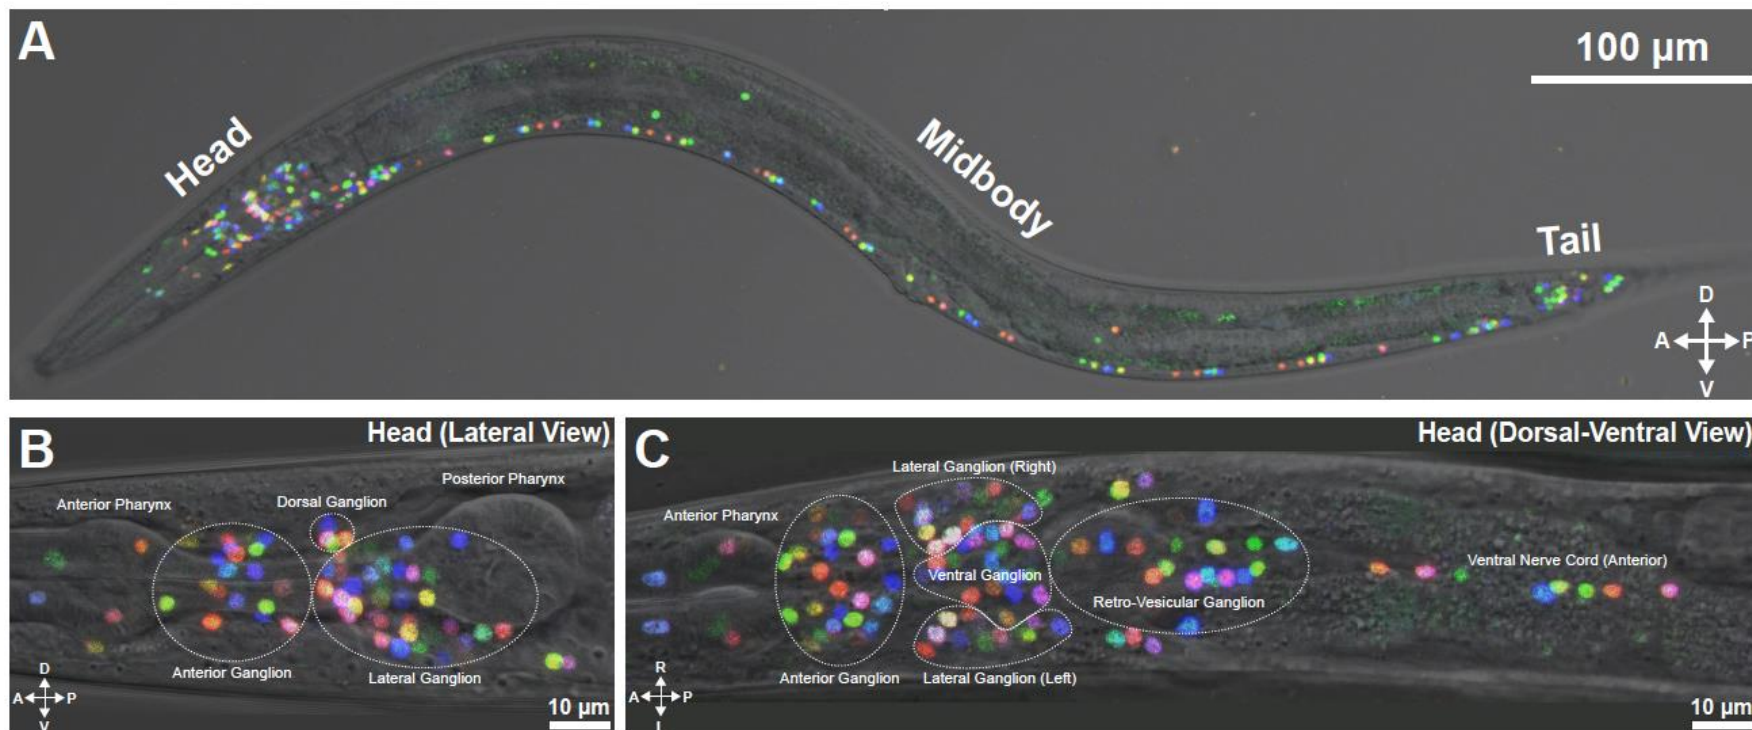 A
100 µm
Head
Midbody
Tail
D
A P
V
B
Head (Lateral View)
Posterior Pharynx
Anterior Pharynx
Dorsal Ganglion
Anterior Ganglion
Lateral Ganglion
D
A P
V
10 µm
C
Head (Dorsal-Ventral View)
Lateral Ganglion (Right)
Anterior Pharynx
Ventral Nerve Cord (Anterior)
Ventral Ganglion
Retro-Vesicular Ganglion
Anterior Ganglion
Lateral Ganglion (Left)
R
A P
10 µm